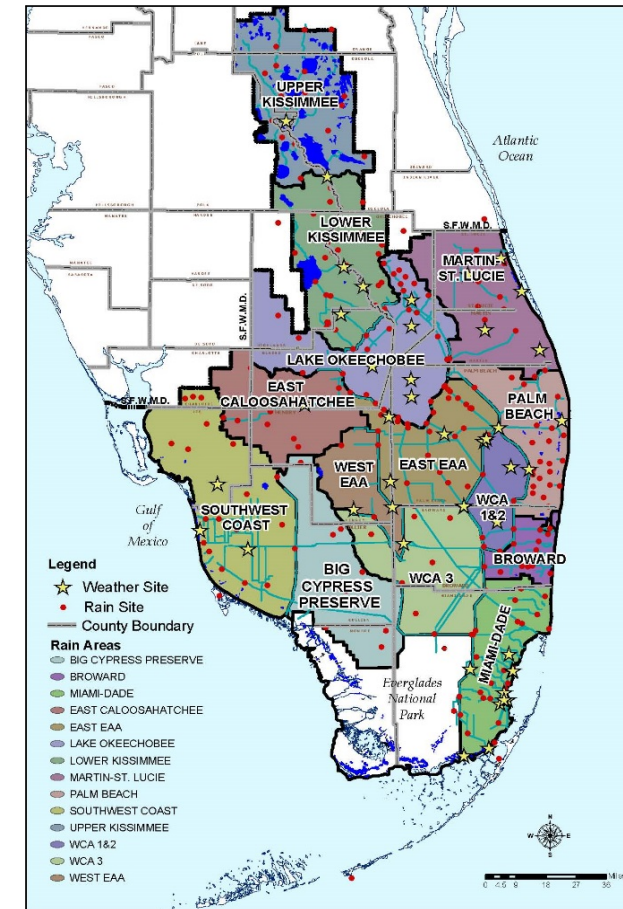 UPPER
KISSIMMEE
Atlantic
Ocean
LOWER
KISSIMMEE
S.F.W.M.D.
MARTIN-
ST. LUCIE
S.F.W.M.D.
LAKE OKEECHOBEE
EAST
CALOOSAHATCHEE
S.F.W.M.D.
PALM
BEACH
WEST
EAA
EAST EAA
WCA
1&2
SOUTHWEST
COAST
Gulf
of
Mexico
BROWARD
BIG
CYPRESS
PRESERVE
WCA 3
MIAMI-DADE
Everglades
National
Park
Legend
Weather Site
Rain Site
County Boundary
Rain Areas
BIG CYPRESS PRESERVE
BROWARD
MIAMI-DADE
EAST CALOOSAHATCHEE
EAST EAA
LAKE OKEECHOBEE
LOWER KISSIMMEE
MARTIN-ST. LUCIE
PALM BEACH
SOUTHWEST COAST
UPPER KISSIMMEE
WCA 1&2
WCA 3
WEST EAA
N
W E
S
Miles
0 4.5 9 18 27 36